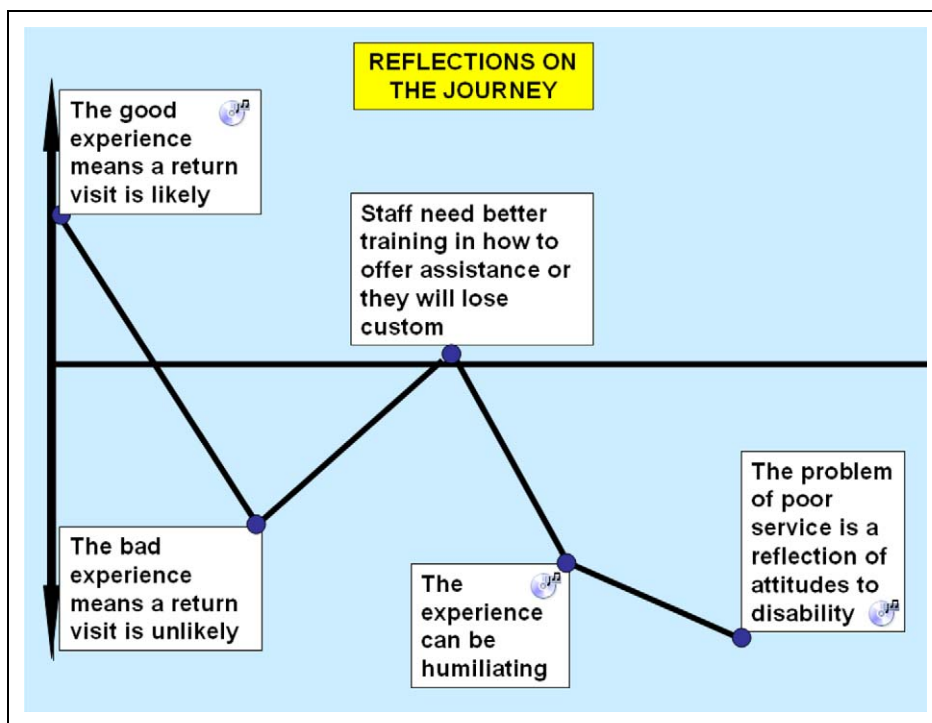 REFLECTIONS ON
THE JOURNEY
The good
experience
means a return
visit is likely
Staff need better
training in how to
offer assistance or
they will lose
custom
The bad
experience
means a return
visit is unlikely
The
experience
can be
humiliating
The problem
of poor
service is a
reflection of
attitudes to
disability